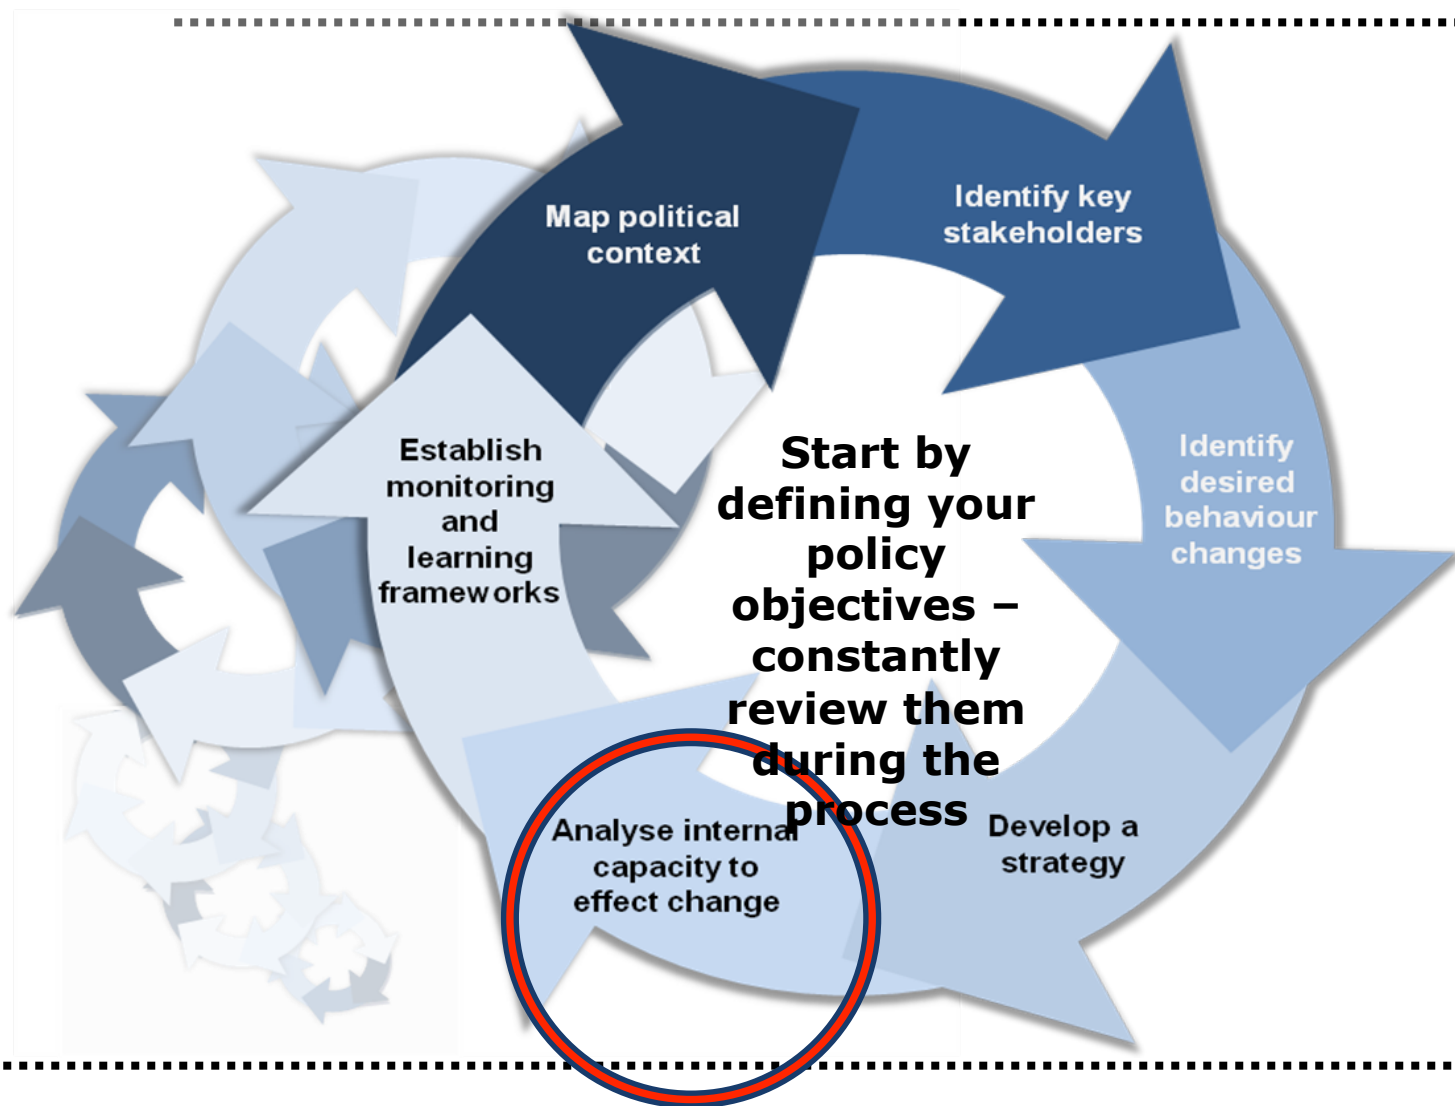 Map political
context
Identify key
stakeholders
Identify
desired
behaviour
changes
Develop a
strategy
Analyse internal
capacity to
effect change
Establish
monitoring
and
learning
frameworks
Start by
defining your
policy
objectives –
constantly
review them
during the
process